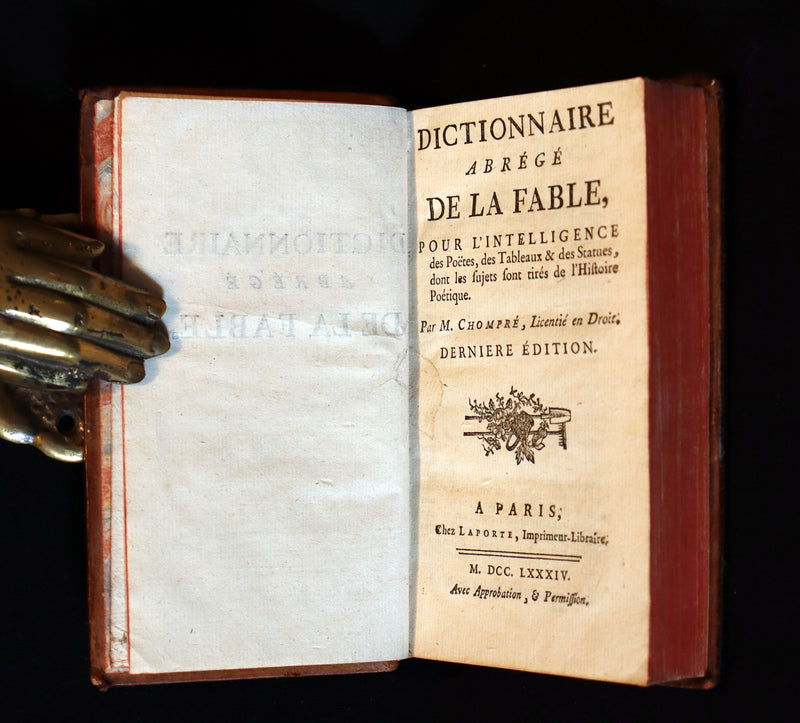 DICTIONNAIRE
ABRÉGÉ
DE LA FABLE,
POUR L'INTELLIGENCE
des Poëtes, des Tableaux & des Statues,
dont les ſujets ſont tirés de l'Hiſtoire
Poétique.
Par M. CHOMPRÉ, Licentié en Droit.
DERNIERE ÉDITION.
A PARIS,
Chez LAPORTE, Imprimeur-Libraire.
M. DCC. LXXXIV.
Avec Approbation, & Permiſſion.